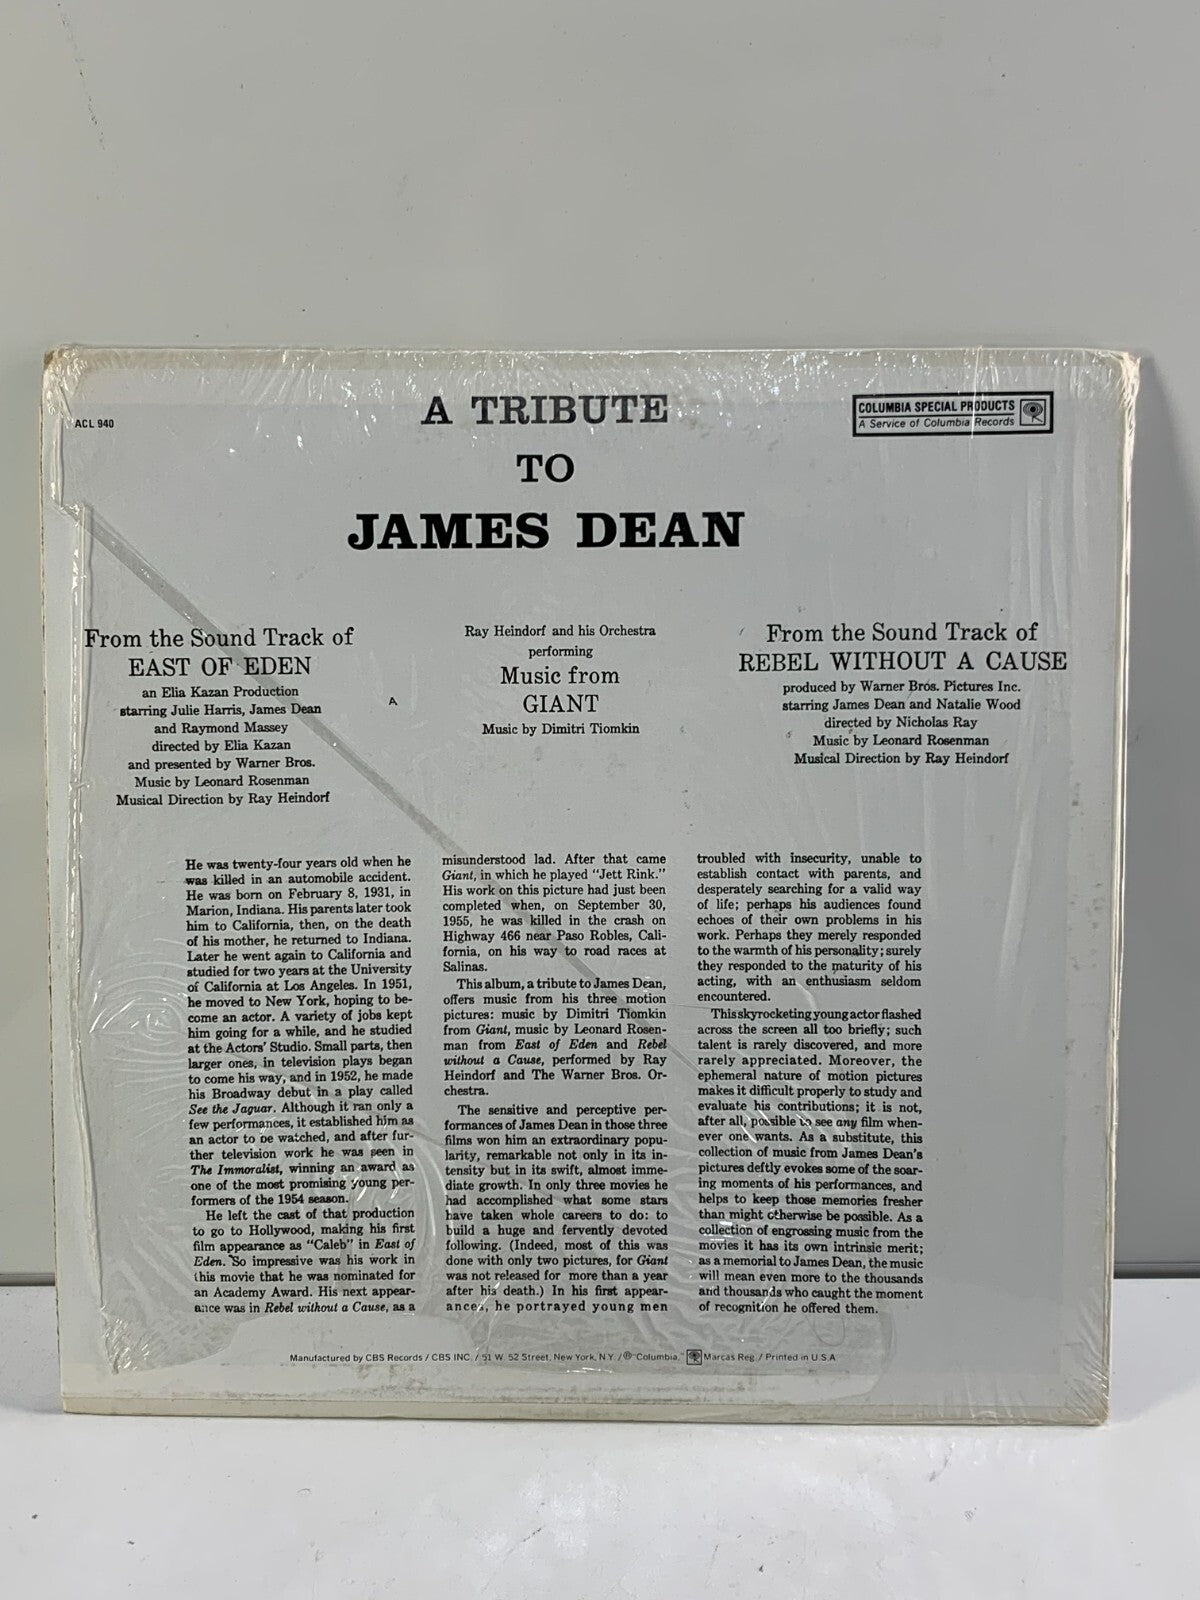 ACL 940
A TRIBUTE
TO
JAMES DEAN
COLUMBIA SPECIAL PRODUCTS
A Service of Columbia Records
From the Sound Track of
EAST OF EDEN
an Elia Kazan Production
starring Julie Harris, James Dean
and Raymond Massey
directed by Elia Kazan
and presented by Warner Bros.
Music by Leonard Rosenman
Musical Direction by Ray Heindorf
A
Ray Heindorf and his Orchestra
performing
Music from
GIANT
Music by Dimitri Tiomkin
From the Sound Track of
REBEL WITHOUT A CAUSE
produced by Warner Bros. Pictures Inc.
starring James Dean and Natalie Wood
directed by Nicholas Ray
Music by Leonard Rosenman
Musical Direction by Ray Heindorf
He was twenty-four years old when he
was killed in an automobile accident.
He was born on February 8, 1931, in
Marion, Indiana. His parents later took
him to California, then, on the death
of his mother, he returned to Indiana.
Later he went again to California and
studied for two years at the University
of California at Los Angeles. In 1951,
he moved to New York, hoping to be-
come an actor. A variety of jobs kept
him going for a while, and he studied
at the Actors' Studio. Small parts, then
larger ones, in television plays began
to come his way, and in 1952, he made
his Broadway debut in a play called
See the Jaguar. Although it ran only a
few performances, it established him as
an actor to be watched, and after fur-
ther television work he was seen in
The Immoralist, winning an award as
one of the most promising young per-
formers of the 1954 season.
He left the cast of that production
to go to Hollywood, making his first
film appearance as "Caleb" in East of
Eden. So impressive was his work in
this movie that he was nominated for
an Academy Award. His next appear-
ance was in Rebel without a Cause, as a
misunderstood lad. After that came
Giant, in which he played "Jett Rink."
His work on this picture had just been
completed when, on September 30,
1955, he was killed in the crash on
Highway 466 near Paso Robles, Cali-
fornia, on his way to road races at
Salinas.
This album, a tribute to James Dean,
offers music from his three motion
pictures: music by Dimitri Tiomkin
from Giant, music by Leonard Rosen-
man from East of Eden and Rebel
without a Cause, performed by Ray
Heindorf and The Warner Bros. Or-
chestra.
The sensitive and perceptive per-
formances of James Dean in those three
films won him an extraordinary popu-
larity, remarkable not only in its in-
tensity but in its swift, almost imme-
diate growth. In only three movies he
had accomplished what some stars
have taken whole careers to do: to
build a huge and fervently devoted
following. (Indeed, most of this was
done with only two pictures, for Giant
was not released for more than a year
after his death.) In his first appear-
ances, he portrayed young men
troubled with insecurity, unable to
establish contact with parents, and
desperately searching for a valid way
of life; perhaps his audiences found
echoes of their own problems in his
work. Perhaps they merely responded
to the warmth of his personality; surely
they responded to the maturity of his
acting, with an enthusiasm seldom
encountered.
This skyrocketing young actor flashed
across the screen all too briefly; such
talent is rarely discovered, and more
rarely appreciated. Moreover, the
ephemeral nature of motion pictures
makes it difficult properly to study and
evaluate his contributions; it is not,
after all, possible to see any film when-
ever one wants. As a substitute, this
collection of music from James Dean's
pictures deftly evokes some of the soar-
ing moments of his performances, and
helps to keep those memories fresher
than might otherwise be possible. As a
collection of engrossing music from the
movies it has its own intrinsic merit;
as a memorial to James Dean, the music
will mean even more to the thousands
and thousands who caught the moment
of recognition he offered them.
Manufactured by CBS Records / CBS INC. / 51 W. 52 Street, New York, N.Y. / ® "Columbia," Marcas Reg. / Printed in U.S.A.